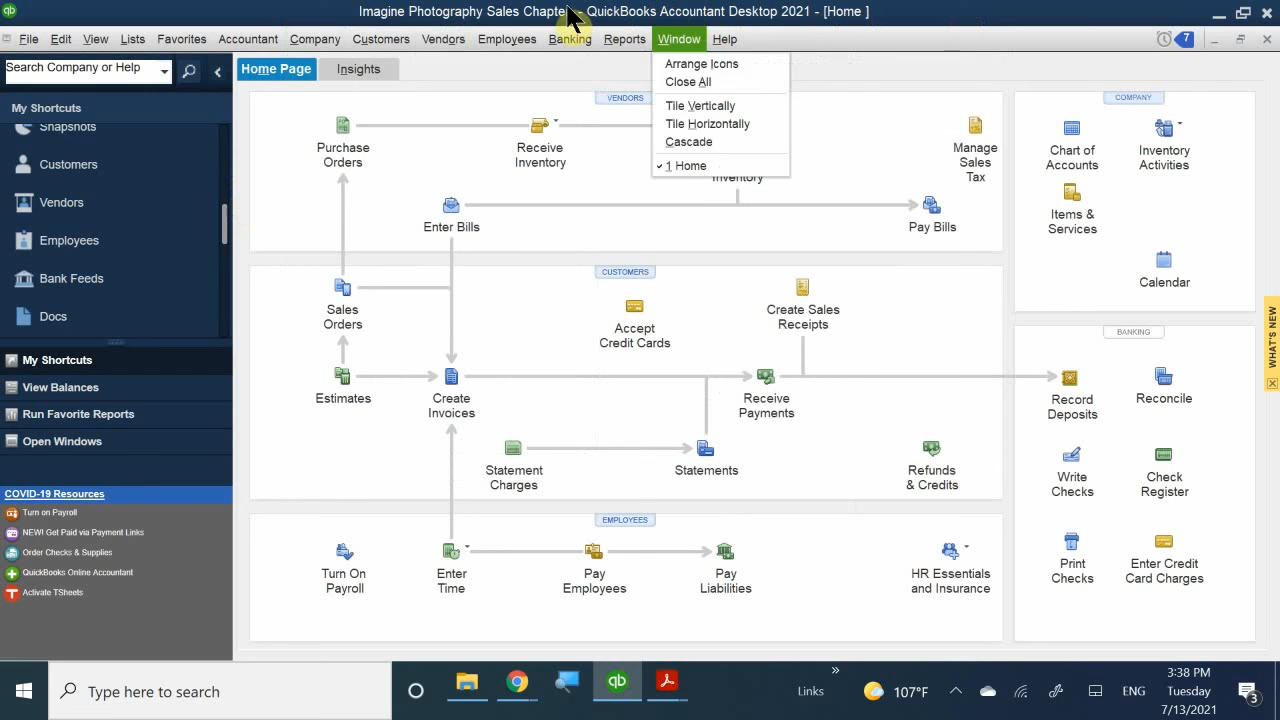 Imagine Photography Sales Chapter - QuickBooks Accountant Desktop 2021 - [Home ]
File Edit View Lists Favorites Accountant Company Customers Vendors Employees Banking Reports Window Help
7
Search Company or Help
My Shortcuts
Snapshots
Customers
Vendors
Employees
Bank Feeds
Docs
My Shortcuts
View Balances
Run Favorite Reports
Open Windows
COVID-19 Resources
Turn on Payroll
NEW! Get Paid via Payment Links
Order Checks & Supplies
QuickBooks Online Accountant
Activate TSheets
Home Page
Insights
Arrange Icons
Close All
Tile Vertically
Tile Horizontally
Cascade
1 Home
VENDORS
Purchase
Orders
Receive
Inventory
Inventory
Manage
Sales
Tax
Enter Bills
Pay Bills
CUSTOMERS
Sales
Orders
Accept
Credit Cards
Create Sales
Receipts
Estimates
Create
Invoices
Receive
Payments
Statement
Charges
Statements
Refunds
& Credits
EMPLOYEES
Turn On
Payroll
Enter
Time
Pay
Employees
Pay
Liabilities
HR Essentials
and Insurance
COMPANY
Chart of
Accounts
Inventory
Activities
Items &
Services
Calendar
BANKING
Record
Deposits
Reconcile
Write
Checks
Check
Register
Print
Checks
Enter Credit
Card Charges
WHAT'S NEW
Type here to search
qb
Links
107°F
ENG
3:38 PM
Tuesday
7/13/2021
3